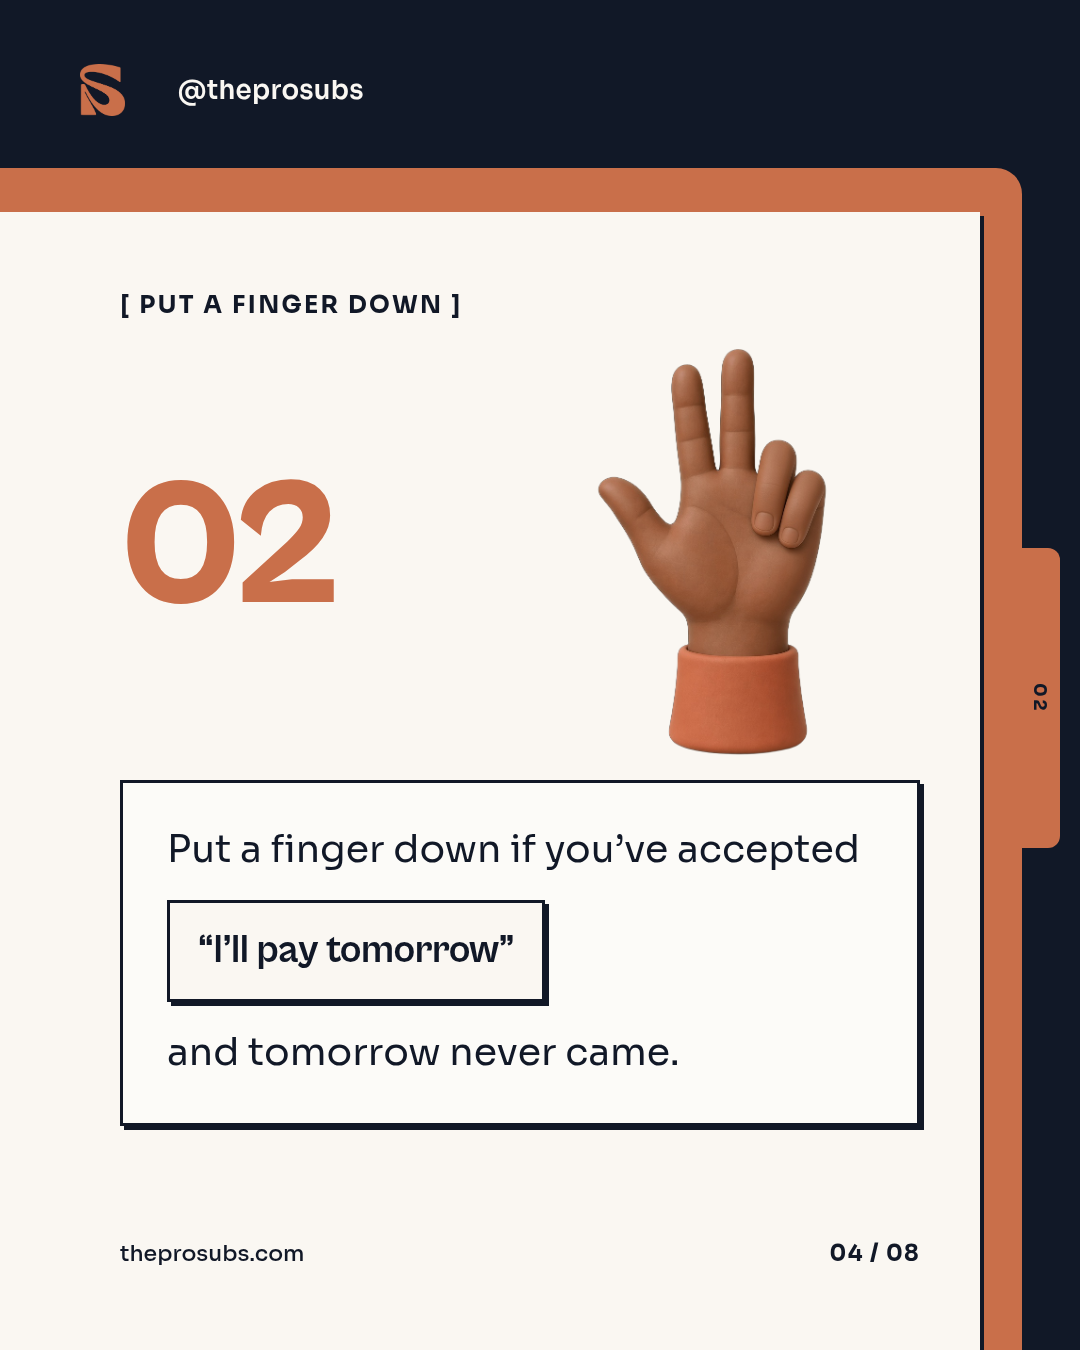 @theprosubs
[ PUT A FINGER DOWN ]
02
02
Put a finger down if you’ve accepted
“I’ll pay tomorrow”
and tomorrow never came.
theprosubs.com
04 / 08